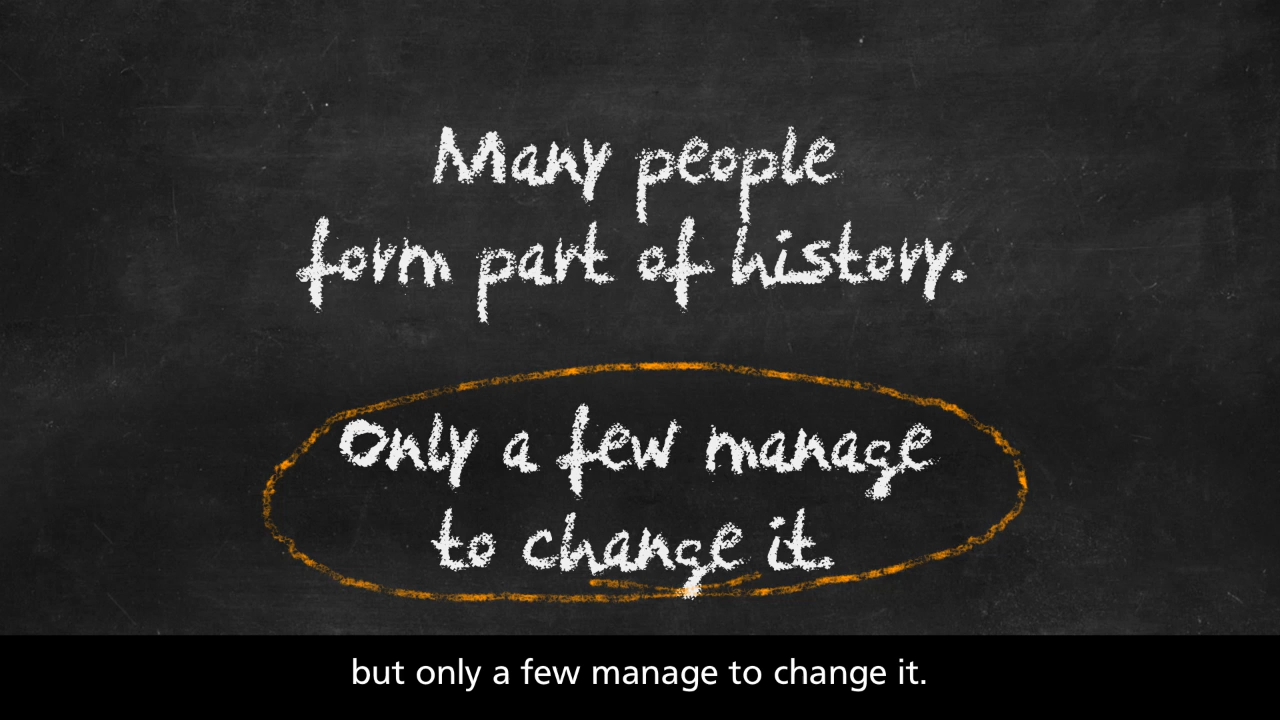 Many people
form part of history.
Only a few manage
to change it.
but only a few manage to change it.